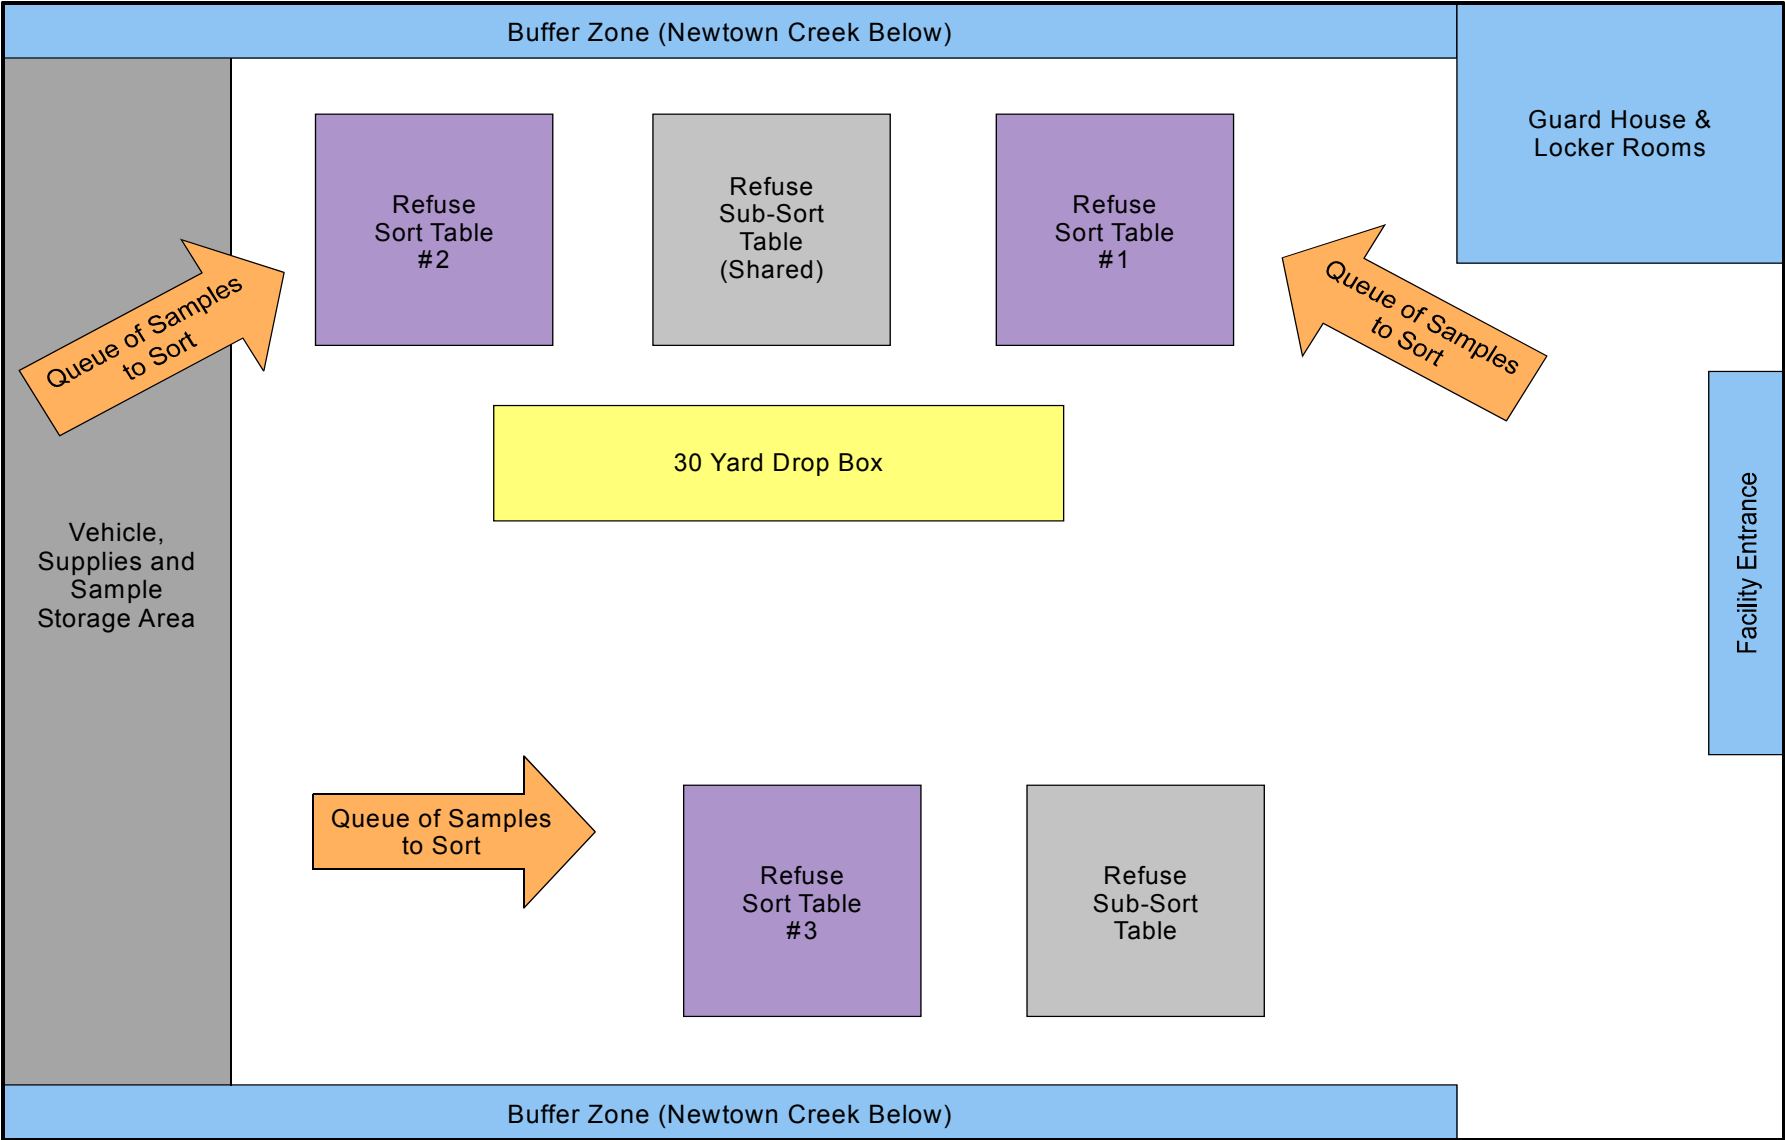 Buffer Zone (Newtown Creek Below)
Guard House &
Locker Rooms
Refuse
Sort Table
#2
Refuse
Sub-Sort
Table
(Shared)
Refuse
Sort Table
#1
Queue of Samples
to Sort
Queue of Samples
to Sort
30 Yard Drop Box
Vehicle,
Supplies and
Sample
Storage Area
Facility Entrance
Queue of Samples
to Sort
Refuse
Sort Table
#3
Refuse
Sub-Sort
Table
Buffer Zone (Newtown Creek Below)